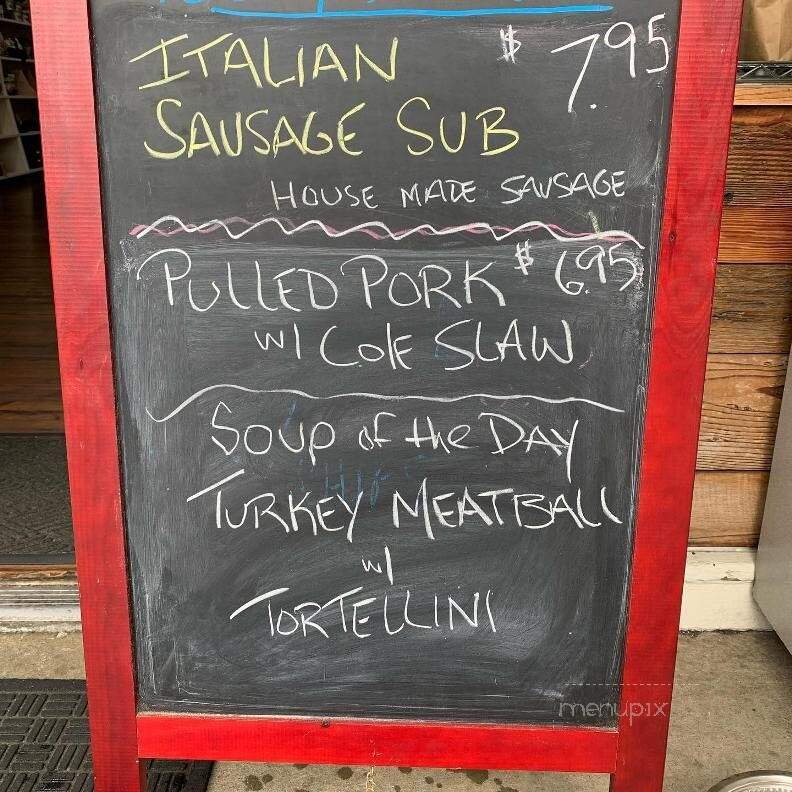 ITALIAN $7.95
SAUSAGE SUB
HOUSE MADE SAUSAGE
PULLED PORK $6.95
w/ Cole SLAW
Soup of the DAY
TURKEY MEATBALL
w/
TORTELLINI
menupix